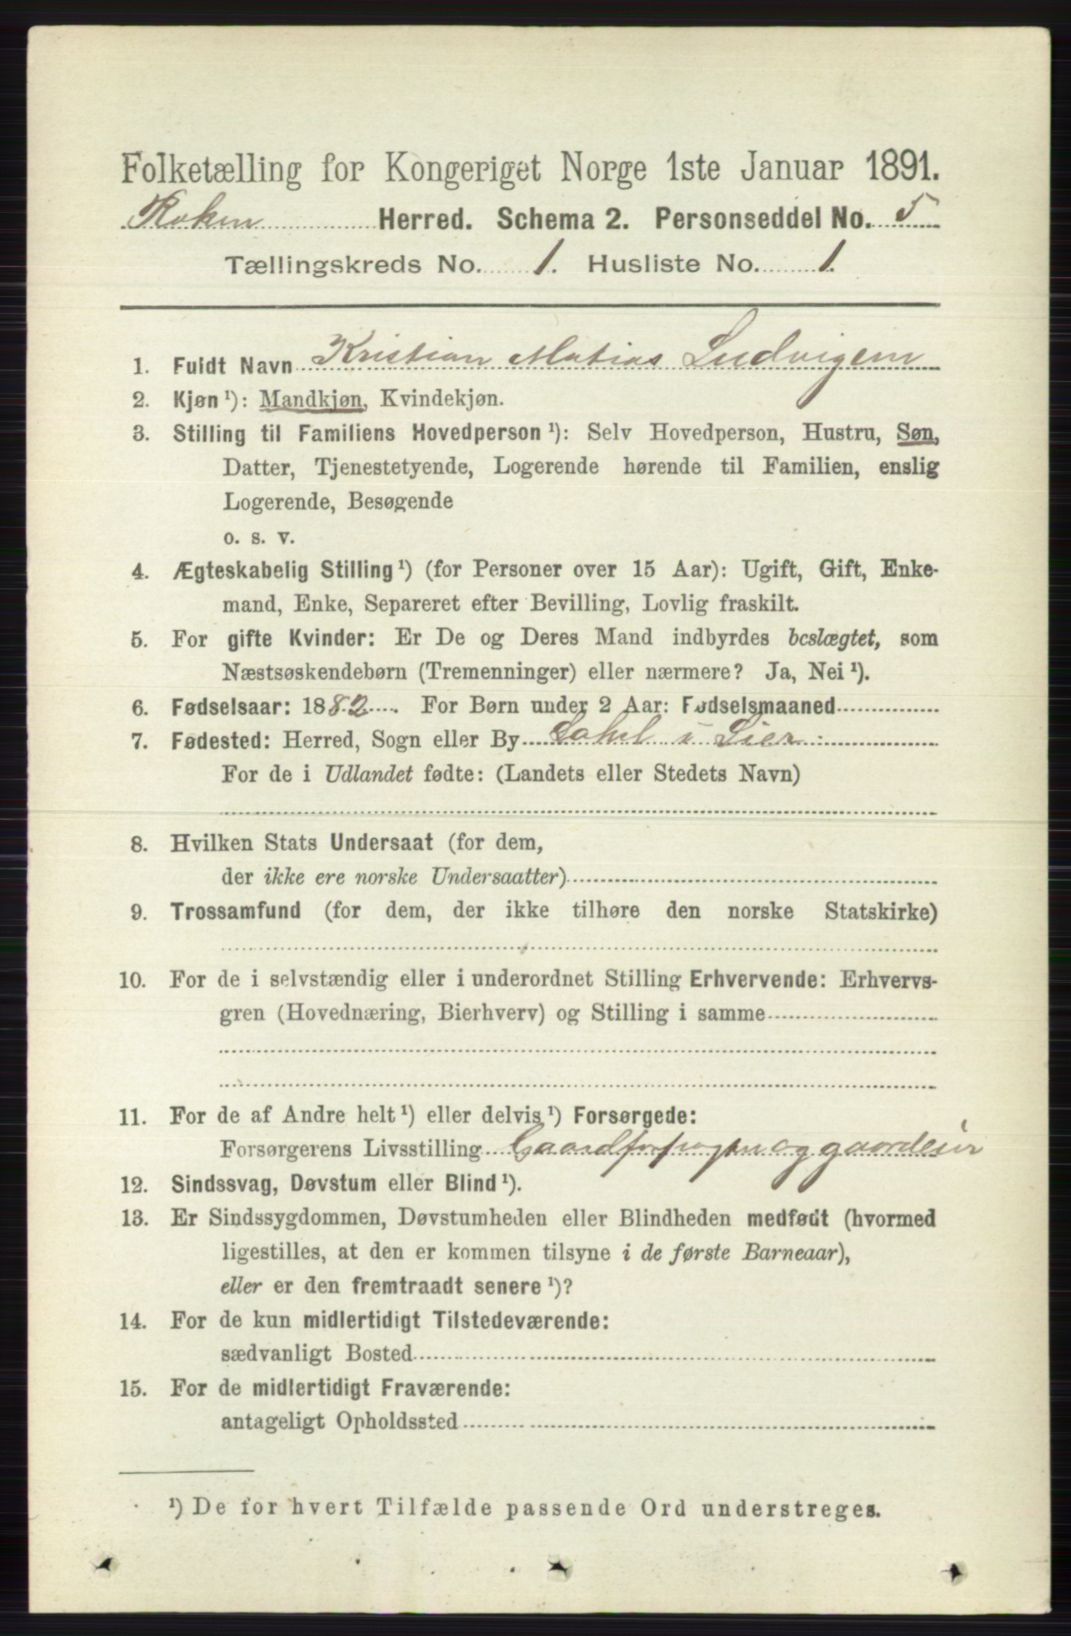 Folketælling for Kongeriget Norge 1ste Januar 1891.
Røken Herred. Schema 2. Personseddel No. 5
Tællingskreds No. 1. Husliste No. 1.
1. Fuldt Navn Kristian Matias Ludvigsen
2. Kjøn ¹): Mandkjøn, Kvindekjøn.
3. Stilling til Familiens Hovedperson ¹): Selv Hovedperson, Hustru, Søn,
Datter, Tjenestetyende, Logerende hørende til Familien, enslig
Logerende, Besøgende
o. s. v.
4. Ægteskabelig Stilling ¹) (for Personer over 15 Aar): Ugift, Gift, Enke-
mand, Enke, Separeret efter Bevilling, Lovlig fraskilt.
5. For gifte Kvinder: Er De og Deres Mand indbyrdes beslægtet, som
Næstsøskendebørn (Tremenninger) eller nærmere? Ja, Nei ¹).
6. Fødselsaar: 1882. For Børn under 2 Aar: Fødselsmaaned
7. Fødested: Herred, Sogn eller By i Lier
For de i Udlandet fødte: (Landets eller Stedets Navn)
8. Hvilken Stats Undersaat (for dem,
der ikke ere norske Undersaatter)
9. Trossamfund (for dem, der ikke tilhøre den norske Statskirke)
10. For de i selvstændig eller i underordnet Stilling Erhvervende: Erhvervs-
gren (Hovednæring, Bierhverv) og Stilling i samme
11. For de af Andre helt ¹) eller delvis ¹) Forsørgede:
Forsørgerens Livsstilling og gaardeier
12. Sindssvag, Døvstum eller Blind ¹).
13. Er Sindssygdommen, Døvstumheden eller Blindheden medfødt (hvormed
ligestilles, at den er kommen tilsyne i de første Barneaar),
eller er den fremtraadt senere ¹)?
14. For de kun midlertidigt Tilstedeværende:
sædvanligt Bosted
15. For de midlertidigt Fraværende:
antageligt Opholdssted
¹) De for hvert Tilfælde passende Ord understreges.